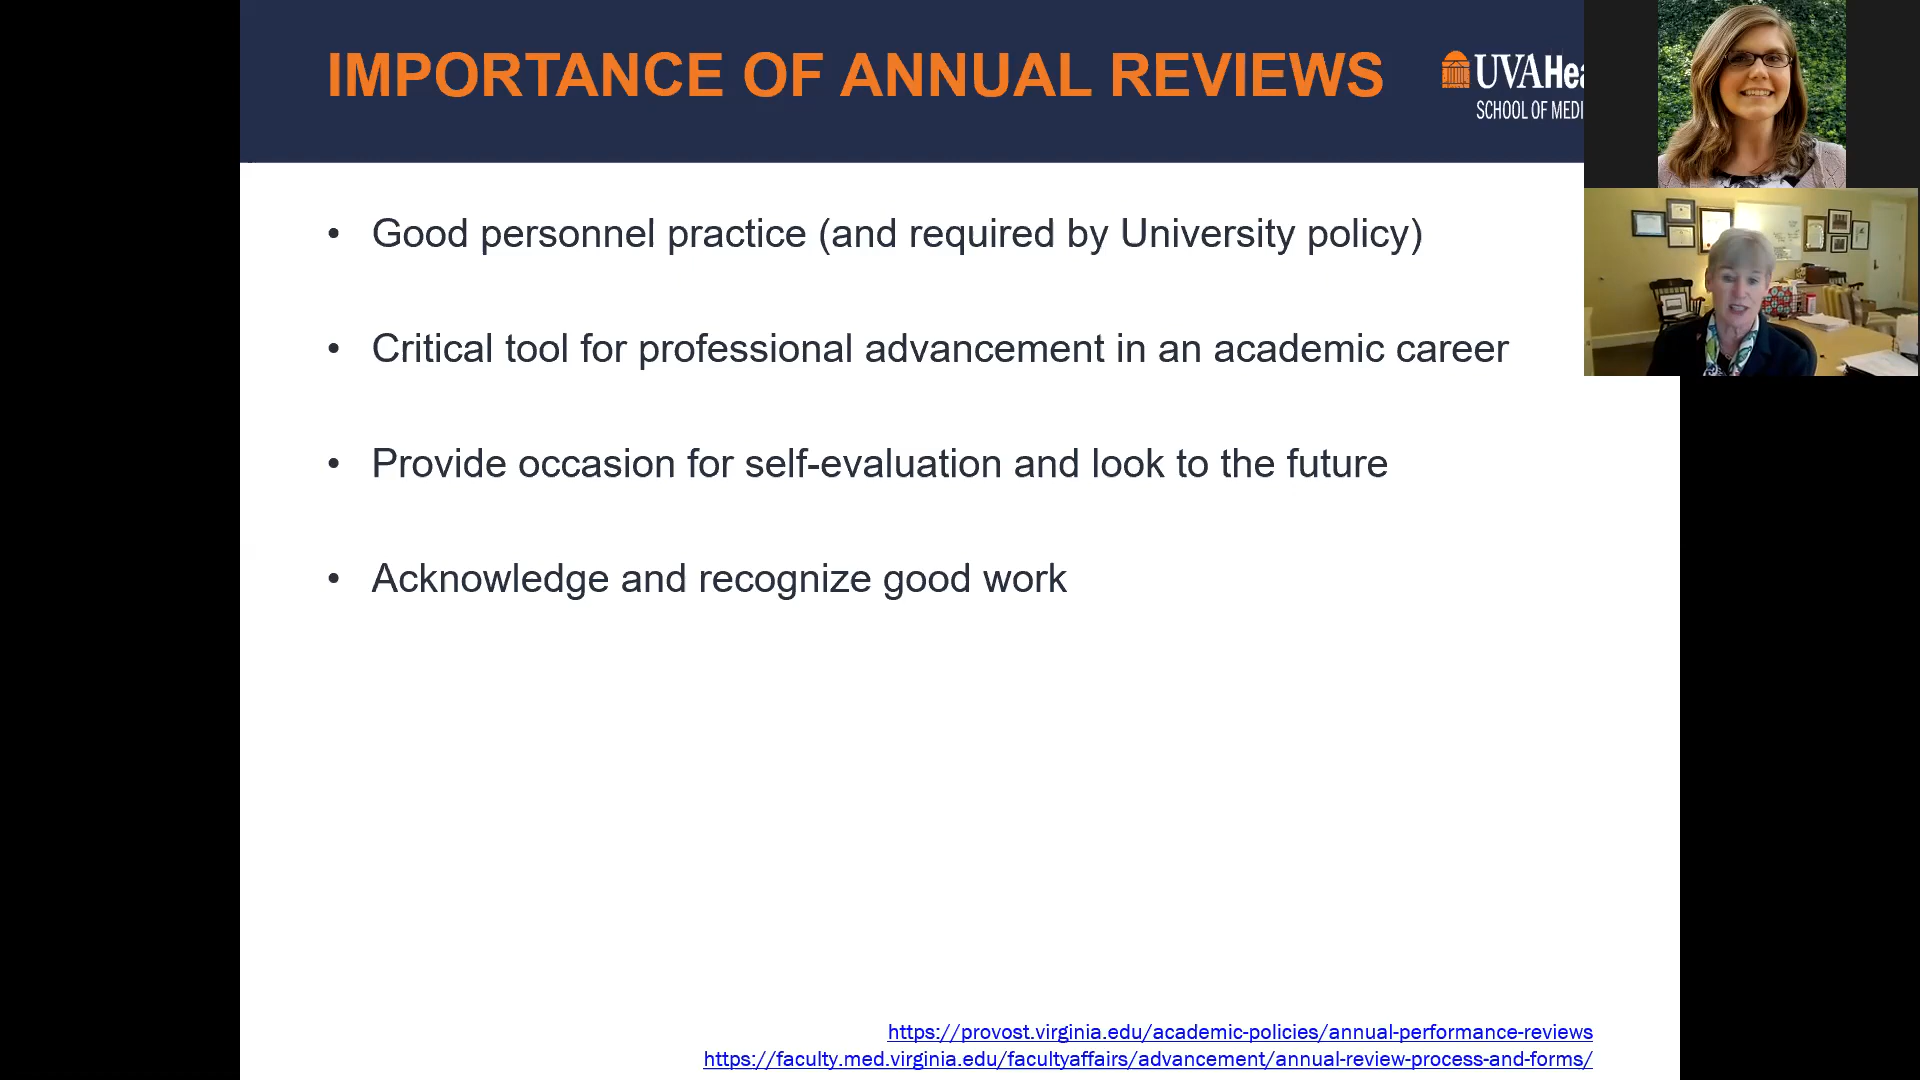 IMPORTANCE OF ANNUAL REVIEWS
UVAHea
SCHOOL OF MEDI
• Good personnel practice (and required by University policy)
• Critical tool for professional advancement in an academic career
• Provide occasion for self-evaluation and look to the future
• Acknowledge and recognize good work
https://provost.virginia.edu/academic-policies/annual-performance-reviews
https://faculty.med.virginia.edu/facultyaffairs/advancement/annual-review-process-and-forms/